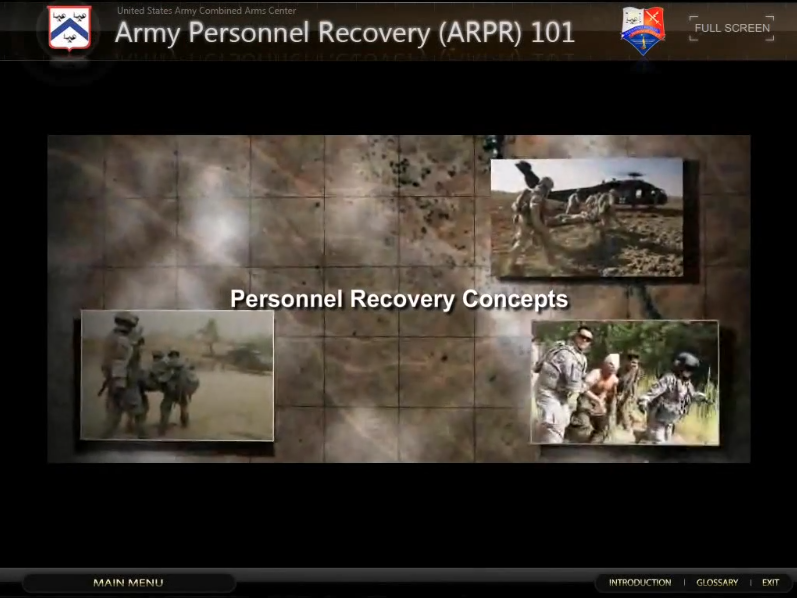 United States Army Combined Arms Center
Army Personnel Recovery (ARPR) 101
FULL SCREEN
Personnel Recovery Concepts
MAIN MENU
INTRODUCTION | GLOSSARY | EXIT